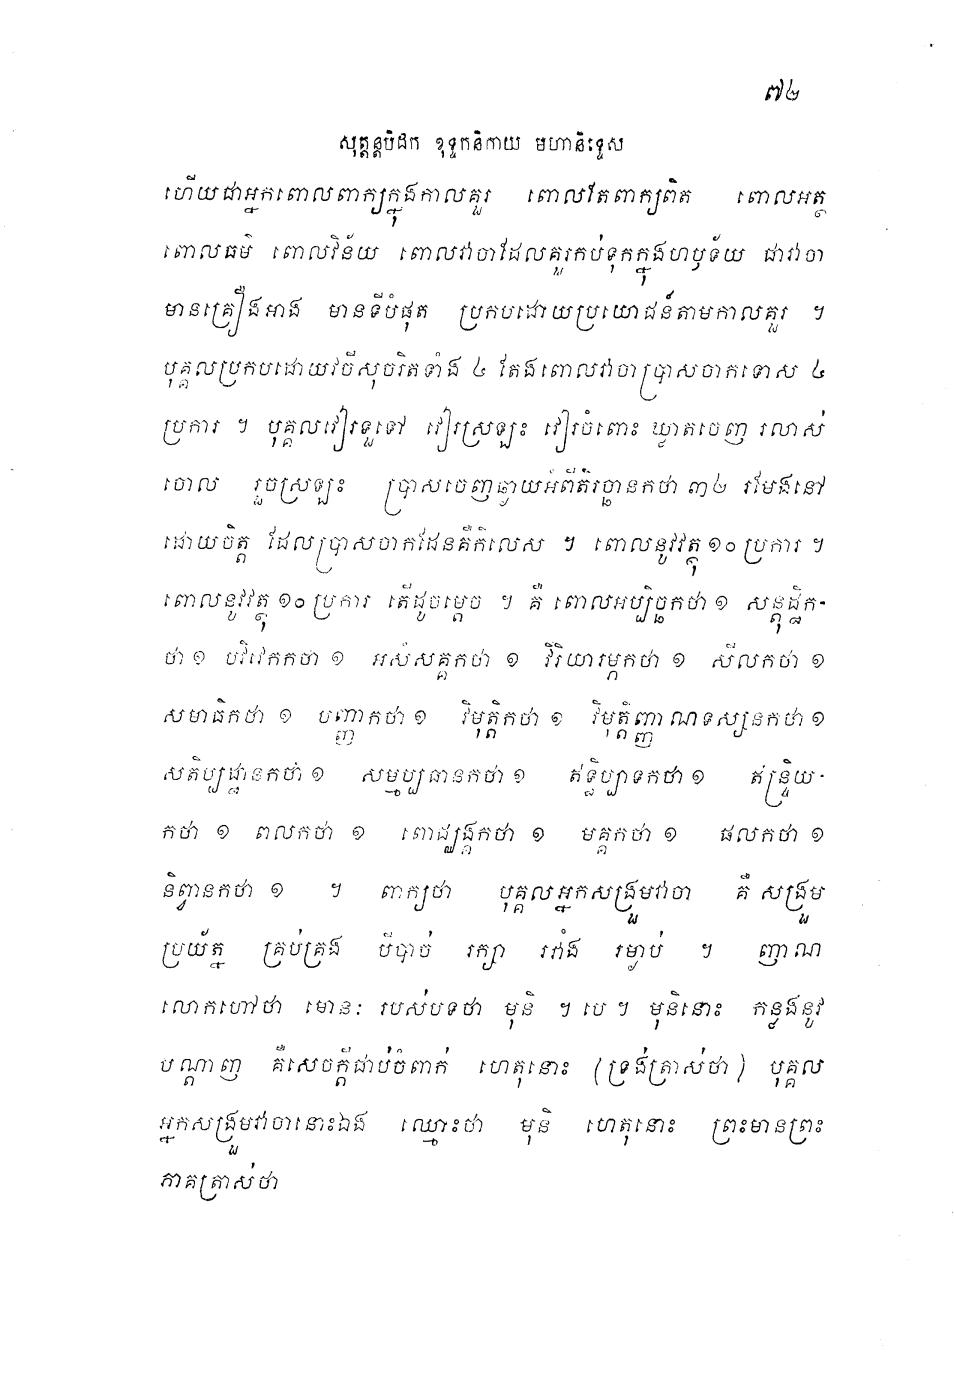 ៧៤
សុត្តន្តបិដក ខុទ្ទកនិកាយ មហានិទ្ទេស
ហើយជាអ្នកពោលពាក្យក្នុងកាលគួរ ពោលតែពាក្យពិត ពោលអត្ថ
ពោលធម៌ ពោលវិន័យ ពោលវាចាដែលគួរកប់ទុកក្នុងហឫទ័យ ជាវាចា
មានគ្រឿងអាង មានទីបំផុត ប្រកបដោយប្រយោជន៍តាមកាលគួរ ។
បុគ្គលប្រកបដោយវចីសុចរិតទាំង ៤ តែងពោលវាចាប្រាសចាកទោស ៤
ប្រការ ។ បុគ្គលវៀរទួទៅ វៀរស្រឡះ វៀរចំពោះ ឃ្លាតចេញ រលាស់
ចោល រួចស្រឡះ ប្រាសចេញឆ្ងាយអំពីតិរច្ឆានកថា ៣៤ រមែងនៅ
ដោយចិត្ត ដែលប្រាសចាកដែនគឺកិលេស ។ ពោលនូវវត្ថុ ១០ ប្រការ ។
ពោលនូវវត្ថុ ១០ ប្រការ តើដូចម្តេច ។ គឺ ពោលអប្បិច្ឆកថា ១ សន្តុដ្ឋិក-
ថា ១ បវិវេកកថា ១ អសំសគ្គកថា ១ វីរិយារម្ភកថា ១ សីលកថា ១
សមាធិកថា ១ បញ្ញាកថា ១ វិមុត្តិកថា ១ វិមុត្តិញ្ញាណទស្សនកថា ១
សតិប្បដ្ឋានកថា ១ សម្មប្បធានកថា ១ ឥទ្ធិប្បាទកថា ១ ឥន្ទ្រិយ-
កថា ១ ពលកថា ១ ពោជ្ឈង្គកថា ១ មគ្គកថា ១ ផលកថា ១
និព្វានកថា ១ ។ ពាក្យថា បុគ្គលអ្នកសង្រួមវាចា គឺ សង្រួម
ប្រយ័ត្ន គ្រប់គ្រង បីបាច់ រក្សា រវាំង រម្ងាប់ ។ ញាណ
លោកហៅថា មោនៈ របស់បទថា មុនិ ។ បេ ។ មុនិនោះ កន្លងនូវ
បណ្តាញ គឺសេចក្តីជាប់ចំពាក់ ហេតុនោះ (ទ្រង់ត្រាស់ថា) បុគ្គល
អ្នកសង្រួមវាចានោះឯង ឈ្មោះថា មុនិ ហេតុនោះ ព្រះមានព្រះ
ភាគត្រាស់ថា